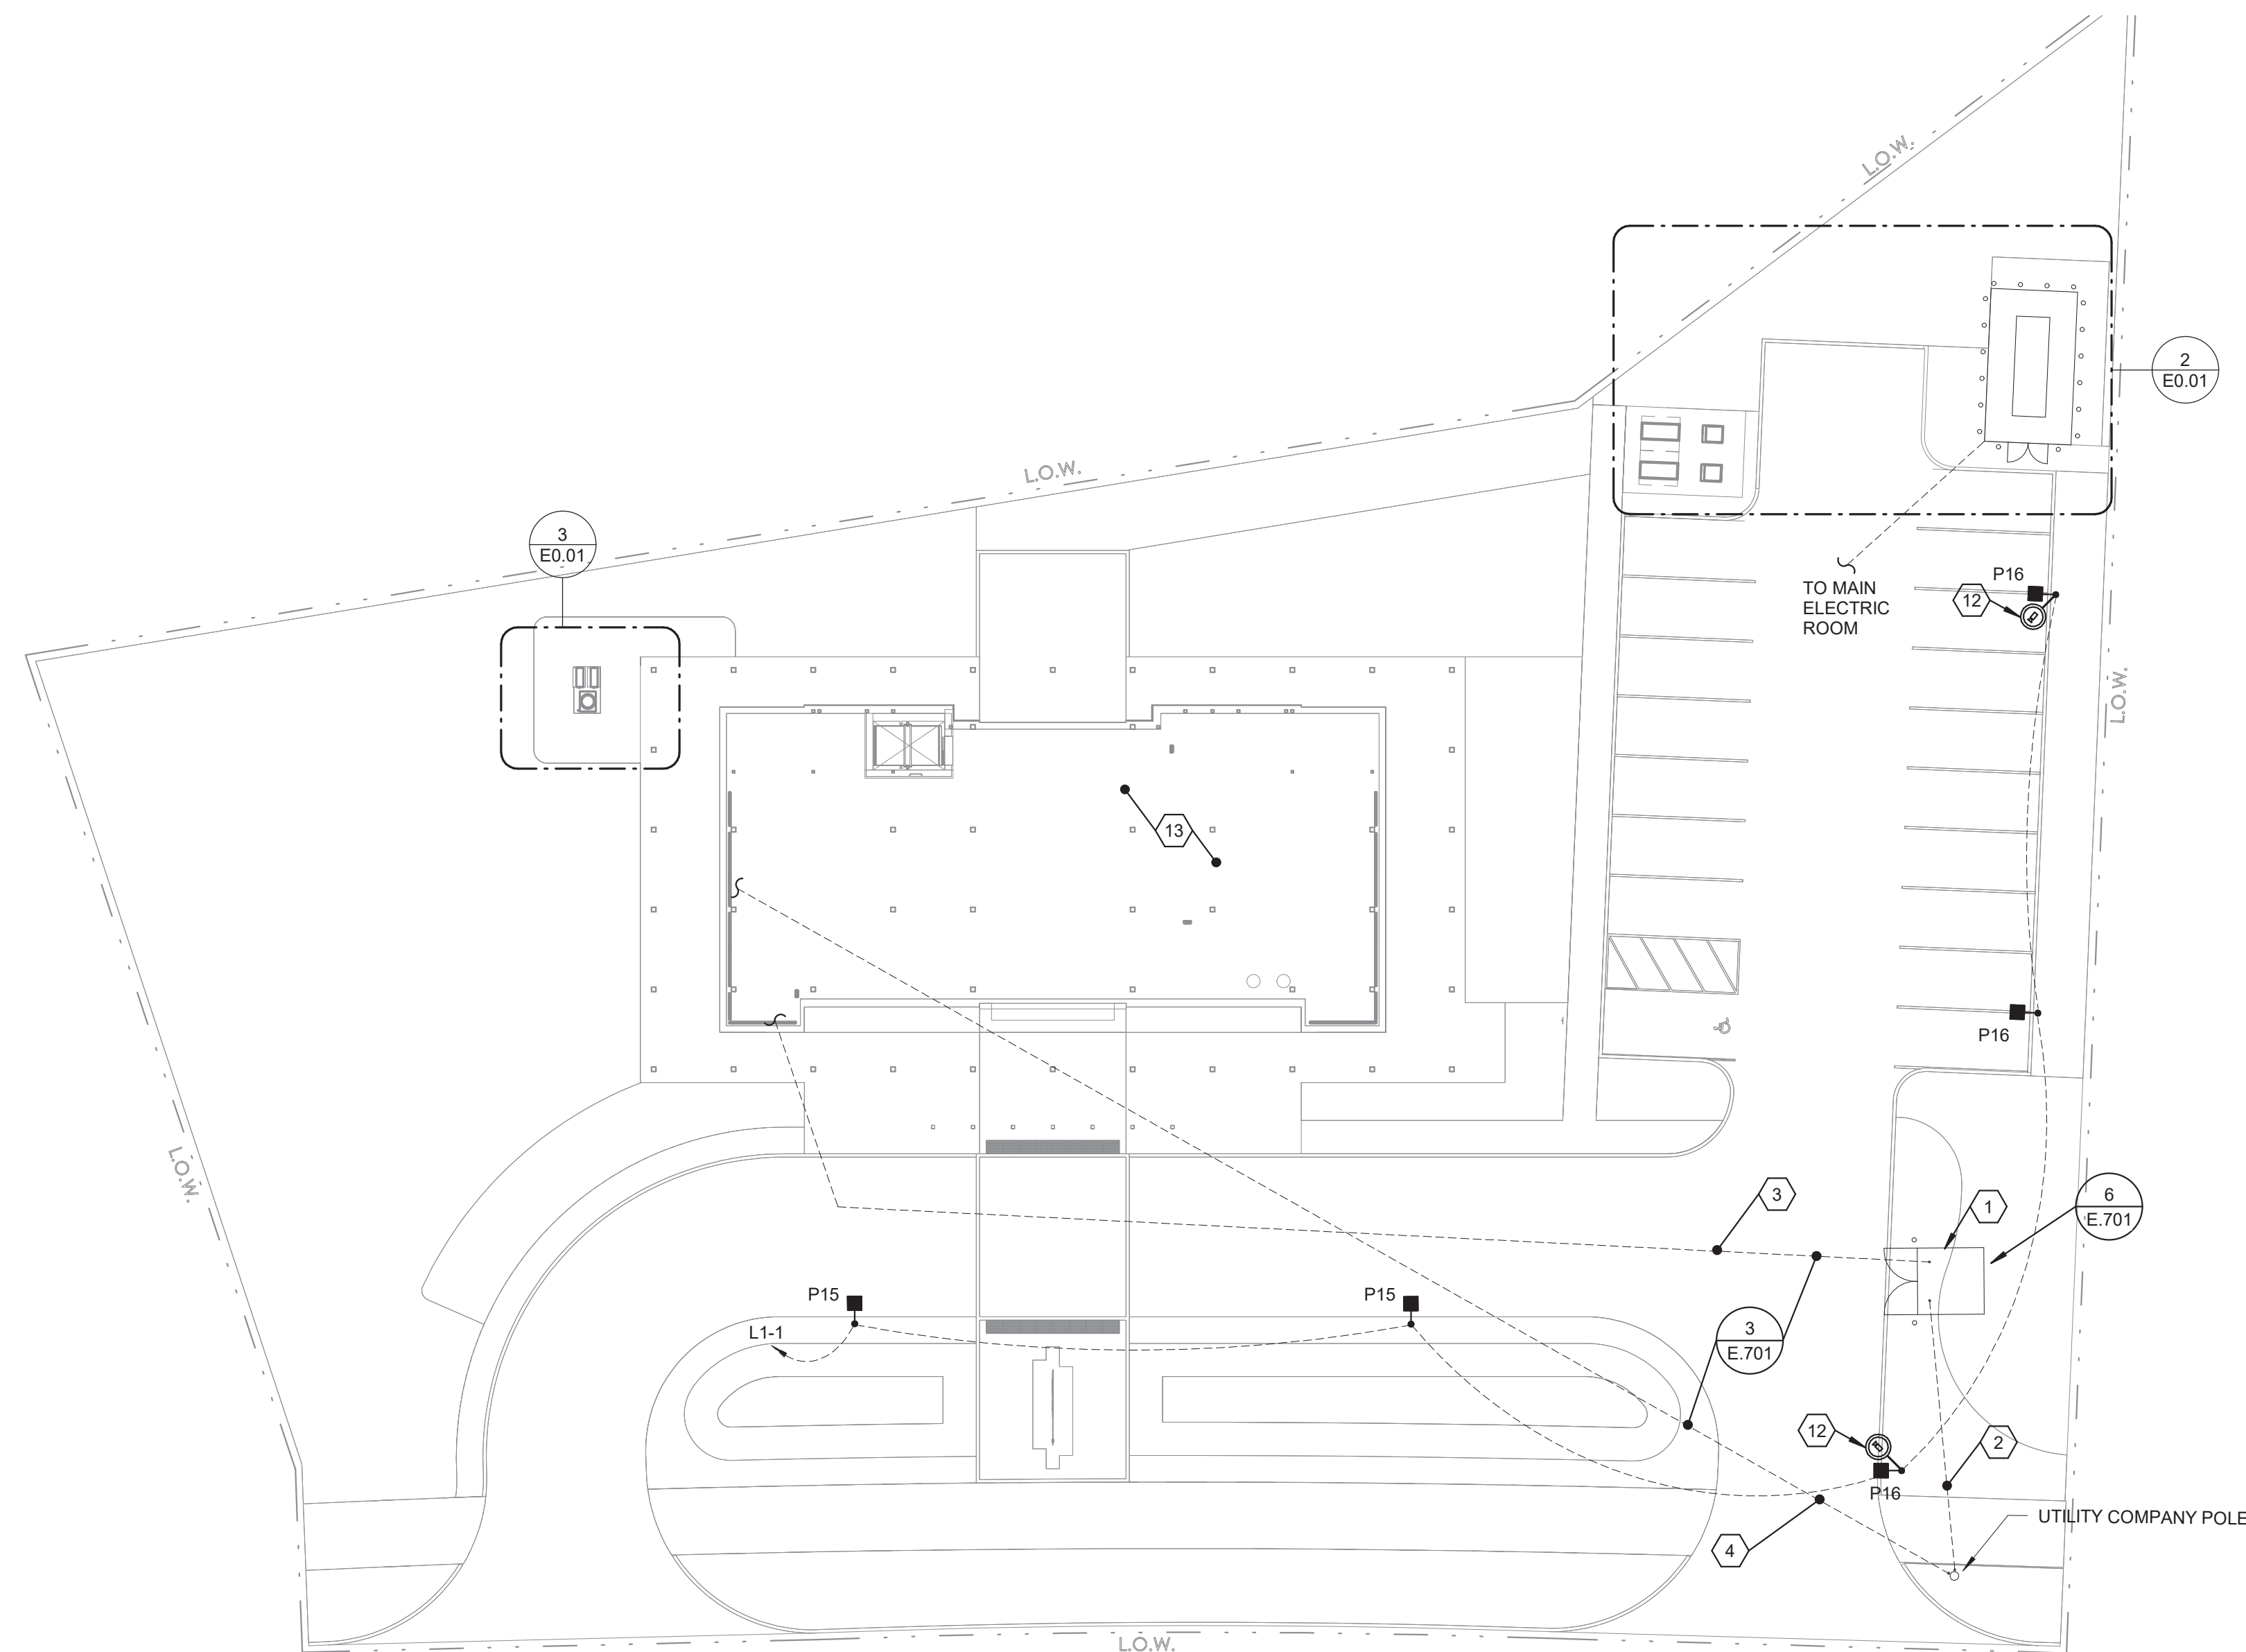 L.O.W.
2
E0.01
L.O.W.
3
E0.01
TO MAIN
ELECTRIC
ROOM
P16
12
L.O.W.
13
P16
L.O.W.
3
1
6
E.701
P15
P15
L1-1
3
E.701
12
2
P16
UTILITY COMPANY POLE
4
L.O.W.